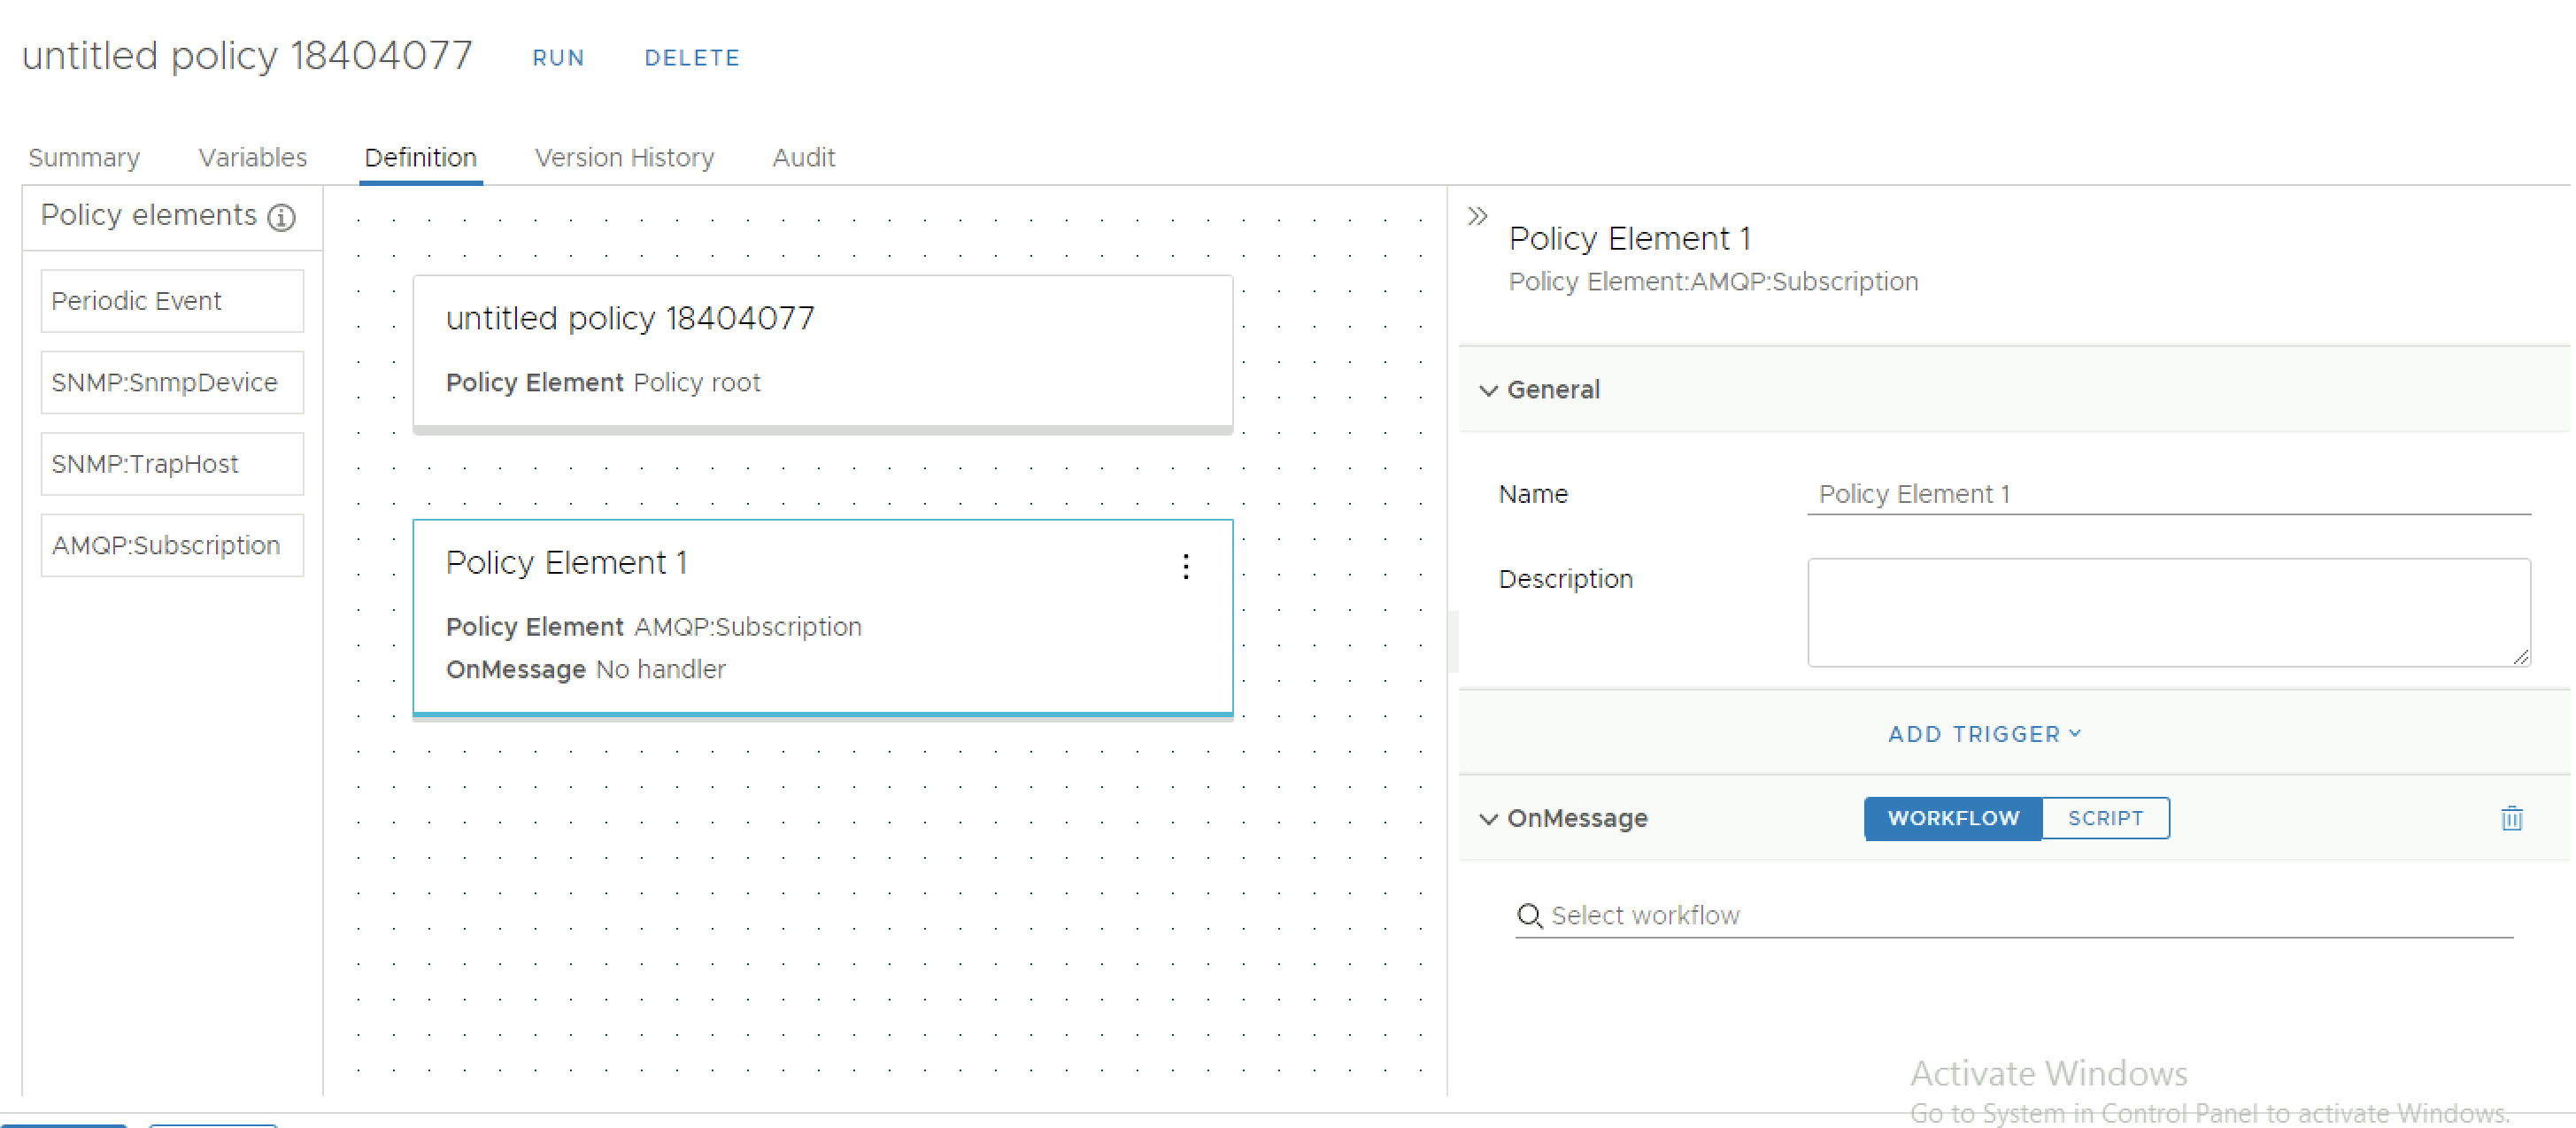 untitled policy 18404077 RUN DELETE
Summary Variables Definition Version History Audit
Policy elements
Periodic Event
SNMP:SnmpDevice
SNMP:TrapHost
AMQP:Subscription
untitled policy 18404077
Policy Element Policy root
Policy Element 1
Policy Element AMQP:Subscription
OnMessage No handler
Policy Element 1
Policy Element:AMQP:Subscription
General
Name Policy Element 1
Description
ADD TRIGGER
OnMessage WORKFLOW SCRIPT
Select workflow
Activate Windows
Go to System in Control Panel to activate Windows.